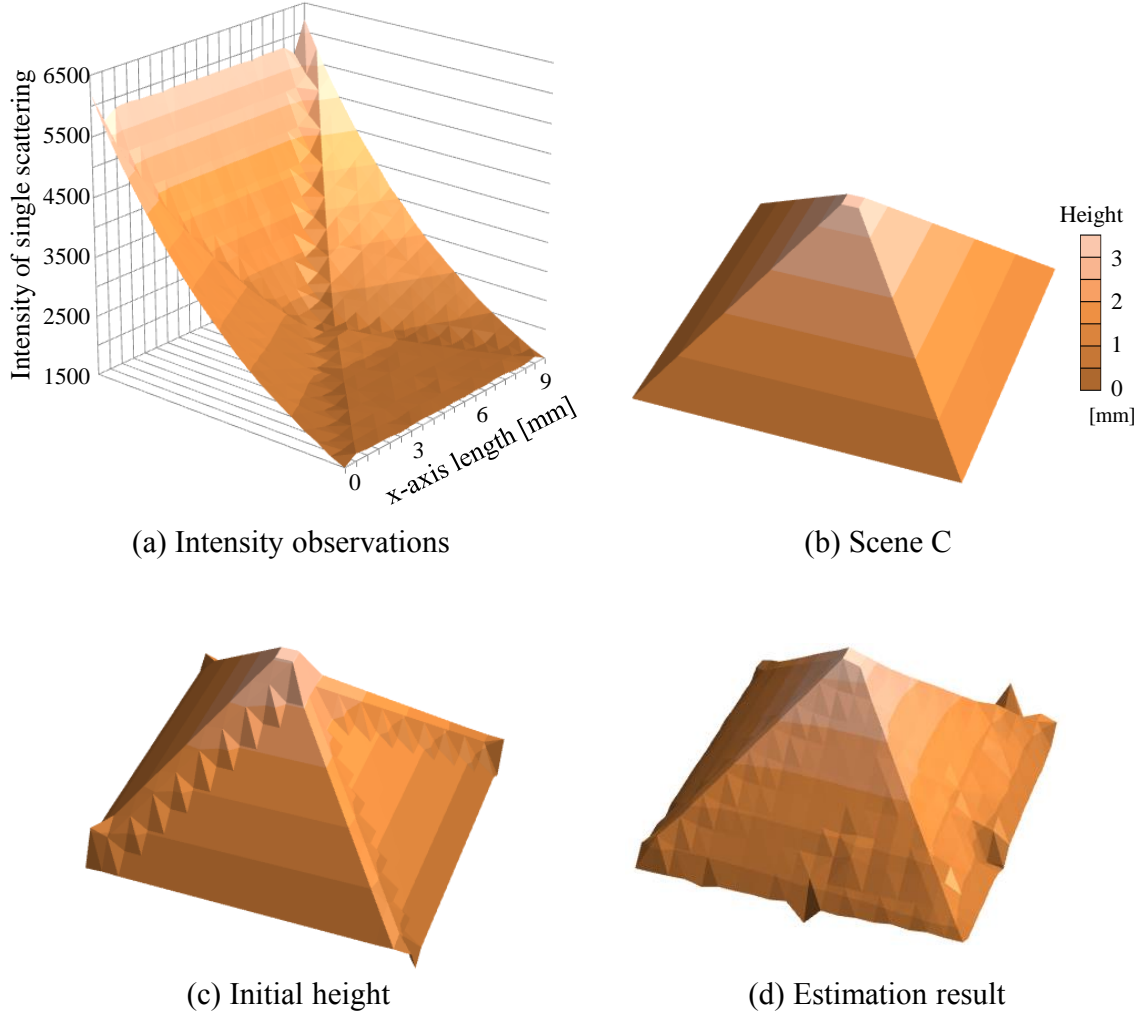 6500
5500
4500
3500
2500
1500
Intensity of single scattering
0
3
6
9
x-axis length [mm]
(a) Intensity observations
Height
3
2
1
0
[mm]
(b) Scene C
(c) Initial height
(d) Estimation result